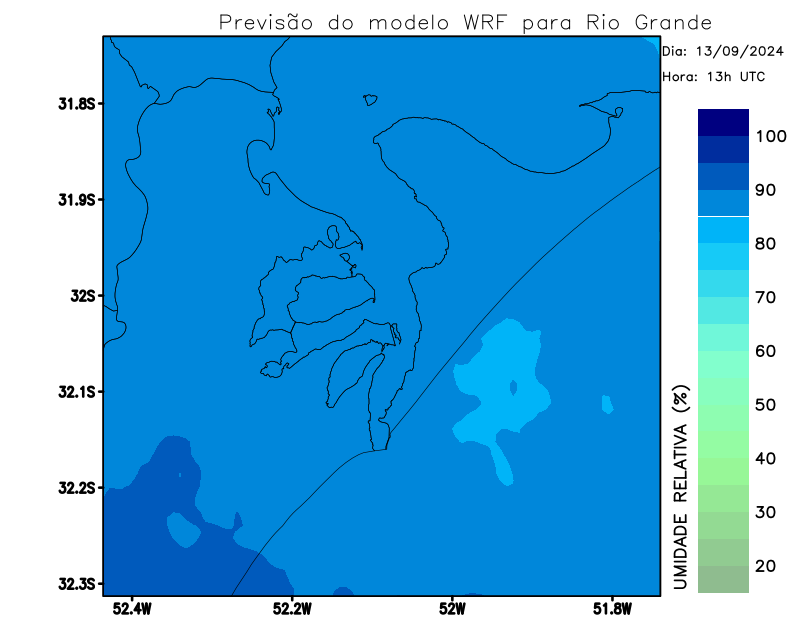 Previsão do modelo WRF para Rio Grande
Dia: 13/09/2024
Hora: 13h UTC
31.8S
31.9S
32S
32.1S
32.2S
32.3S
52.4W
52.2W
52W
51.8W
UMIDADE RELATIVA (%)
100
90
80
70
60
50
40
30
20